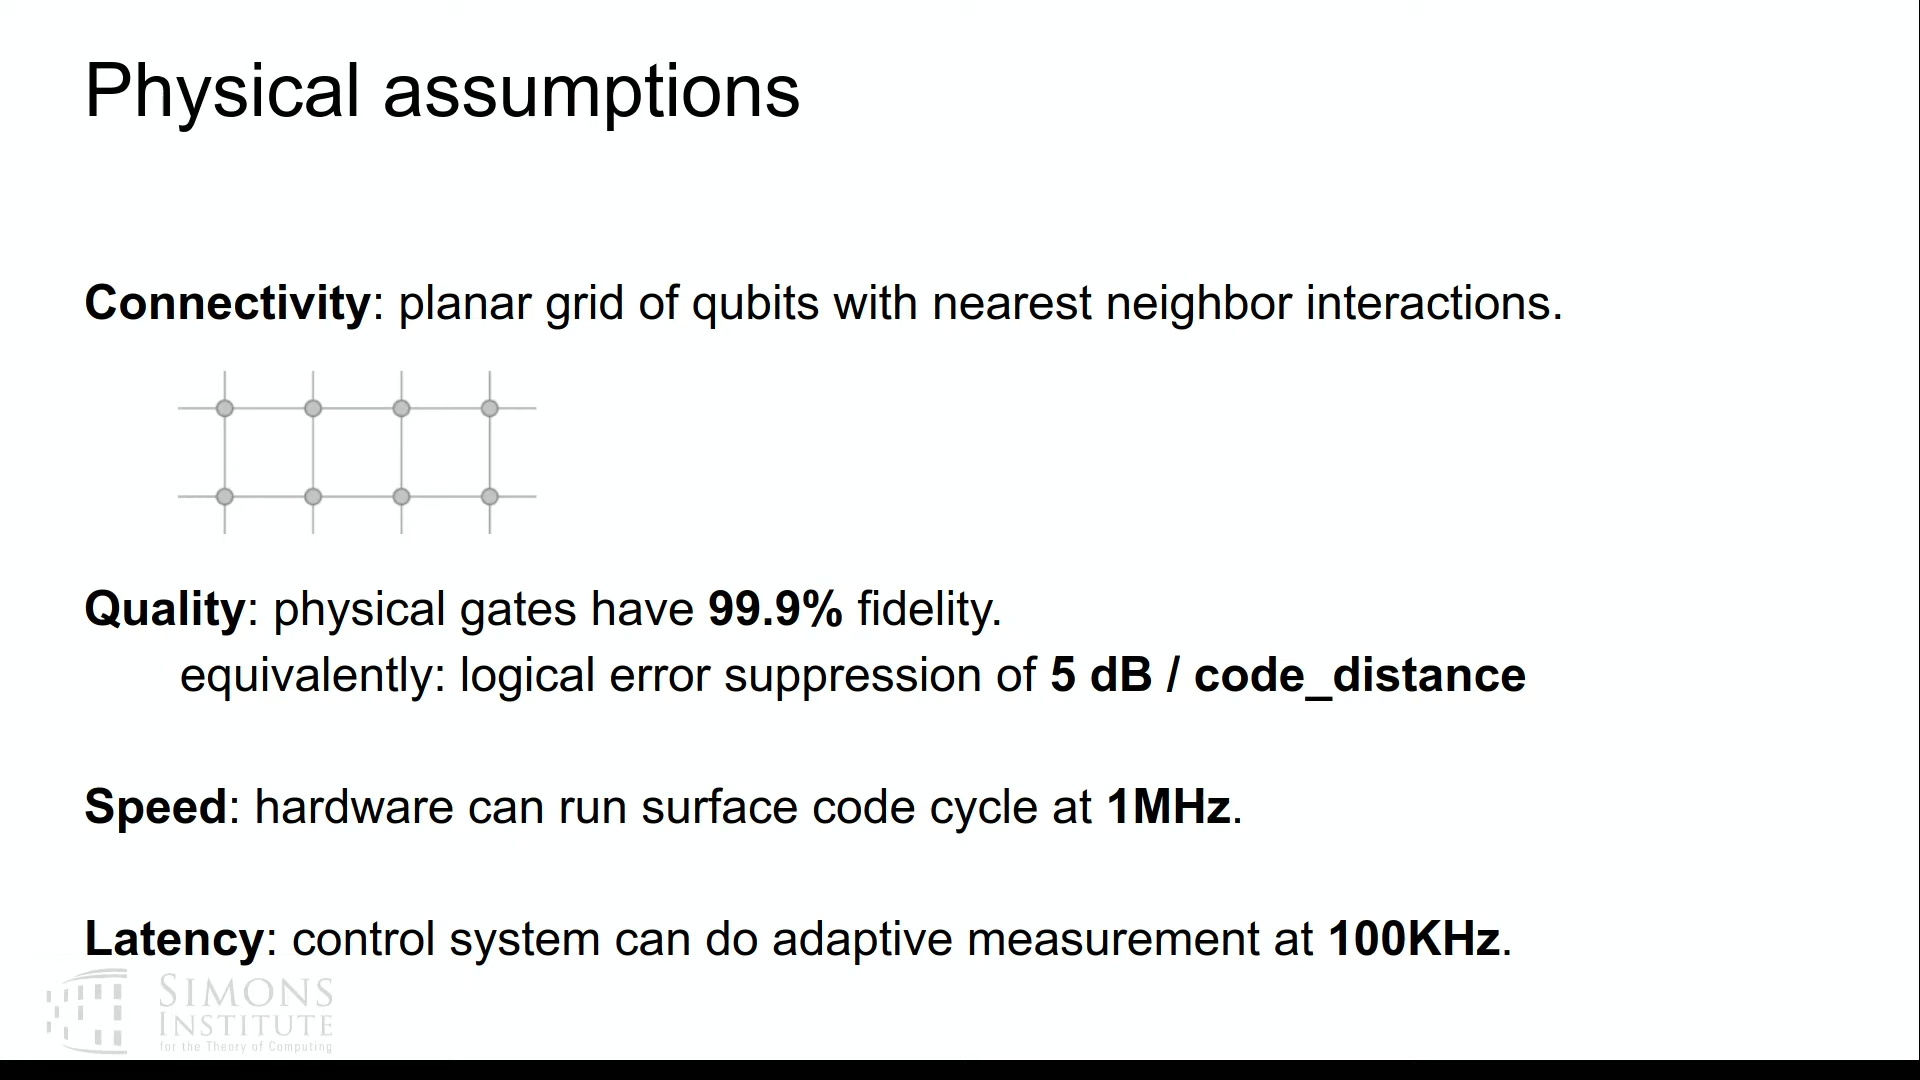 Physical assumptions
Connectivity: planar grid of qubits with nearest neighbor interactions.
Quality: physical gates have 99.9% fidelity.
equivalently: logical error suppression of 5 dB / code_distance
Speed: hardware can run surface code cycle at 1MHz.
Latency: control system can do adaptive measurement at 100KHz.
SIMONS
INSTITUTE
for the Theory of Computing